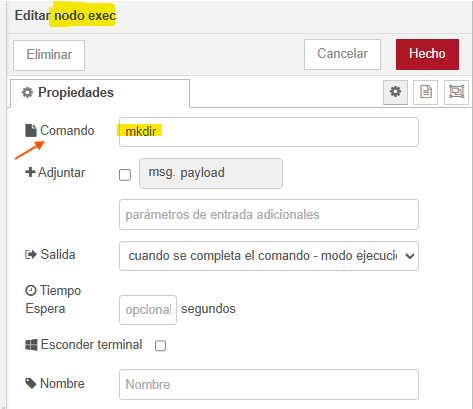 Editar nodo exec
Eliminar
Cancelar
Hecho
Propiedades
Comando
mkdir
Adjuntar
msg. payload
parámetros de entrada adicionales
Salida
cuando se completa el comando - modo ejecució
Tiempo
Espera
opcional
segundos
Esconder terminal
Nombre
Nombre